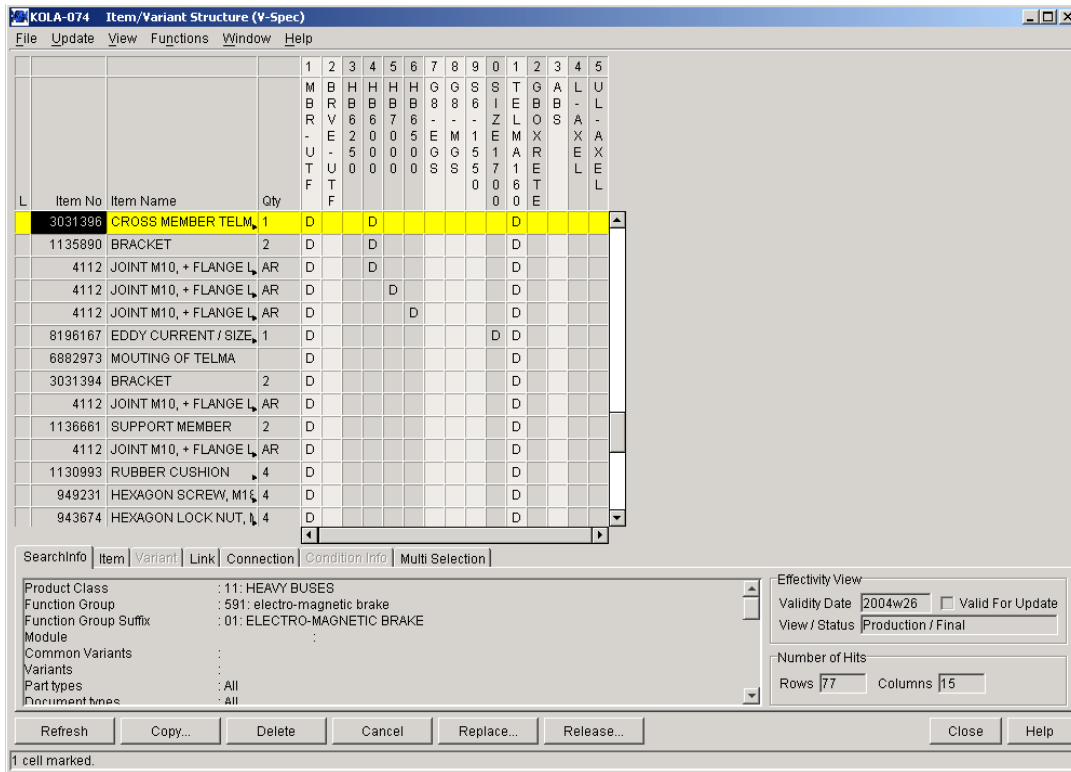 KOLA-074 Item/Variant Structure (V-Spec)
File Update View Functions Window Help
1 2 3 4 5 6 7 8 9 0 1 2 3 4 5
L Item No Item Name Qty MBR-UTF BRVE-UTF HB6250 HB6000 HB7000 HB6500 G8-EGS G8-MGS S6-1550 SIZE170 TELMA160 GBOXRETE ABS L-AXEL UL-AXEL
3031396 CROSS MEMBER TELM, 1 D D D
1135890 BRACKET 2 D D D
4112 JOINT M10, + FLANGE L AR D D D
4112 JOINT M10, + FLANGE L AR D D D
4112 JOINT M10, + FLANGE L AR D D D
8196167 EDDY CURRENT / SIZE 1 D D D
6882973 MOUTING OF TELMA D D
3031394 BRACKET 2 D D
4112 JOINT M10, + FLANGE L AR D D
1136661 SUPPORT MEMBER 2 D D
4112 JOINT M10, + FLANGE L AR D D
1130993 RUBBER CUSHION 4 D D
949231 HEXAGON SCREW, M18 4 D D
943674 HEXAGON LOCK NUT, 4 D D
SearchInfo Item Variant Link Connection Condition Info Multi Selection
Product Class : 11: HEAVY BUSES
Function Group : 591: electro-magnetic brake
Function Group Suffix : 01: ELECTRO-MAGNETIC BRAKE
Module :
Common Variants :
Variants :
Part types : All
Document types : All
Effectivity View
Validity Date 2004w26 Valid For Update
View / Status Production / Final
Number of Hits
Rows 77 Columns 15
Refresh Copy... Delete Cancel Replace... Release... Close Help
1 cell marked.